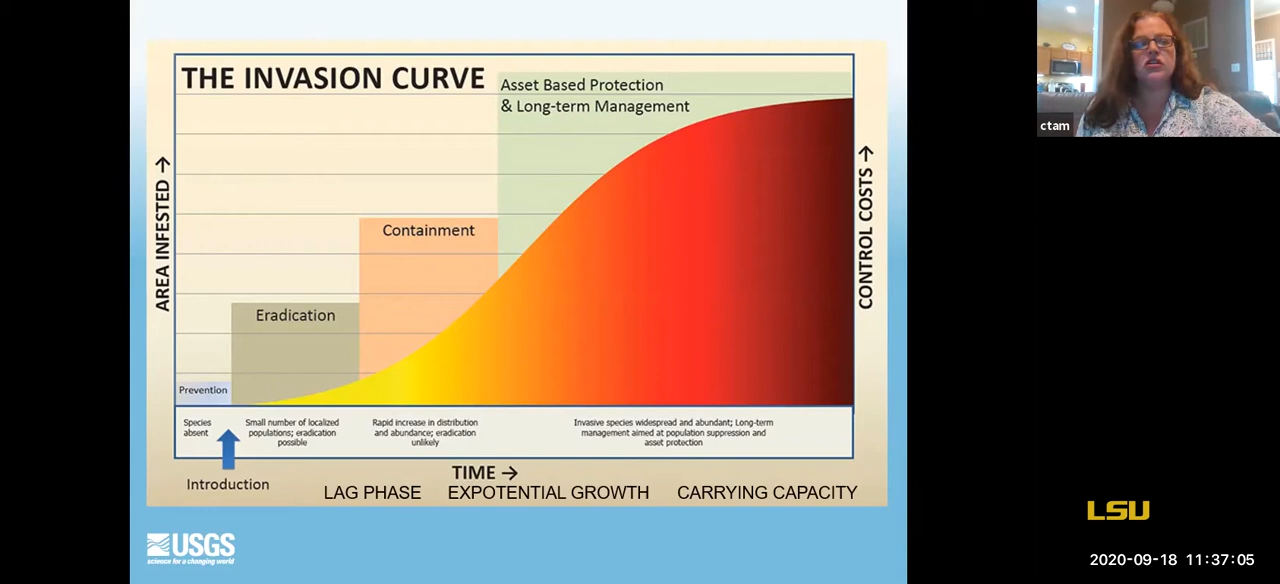 THE INVASION CURVE
Asset Based Protection
& Long-term Management
Containment
Eradication
Prevention
AREA INFESTED →
CONTROL COSTS →
Species
absent
Small number of localized
populations; eradication
possible
Rapid increase in distribution
and abundance; eradication
unlikely
Invasive species widespread and abundant; Long-term
management aimed at population suppression and
asset protection
Introduction
TIME →
LAG PHASE
EXPOTENTIAL GROWTH
CARRYING CAPACITY
USGS
science for a changing world
ctam
LSU
2020-09-18 11:37:05